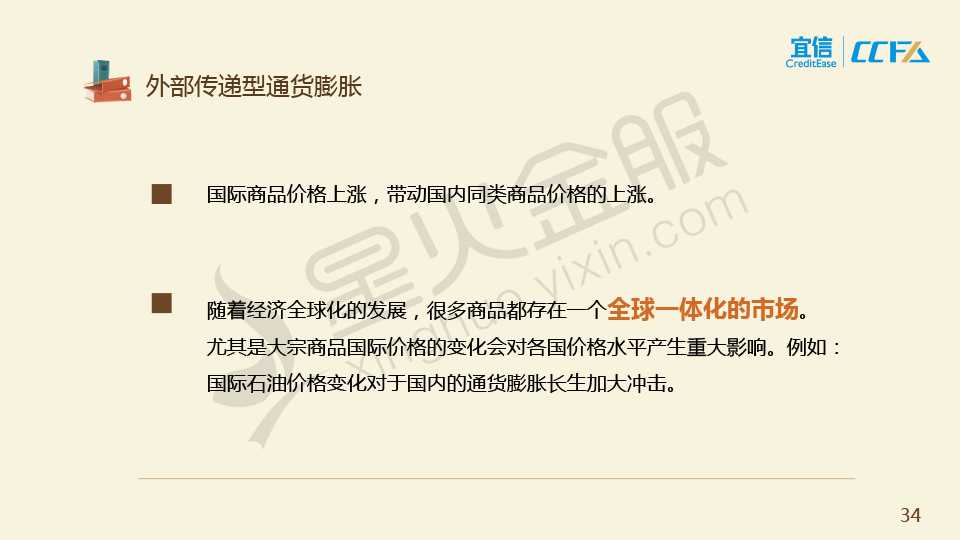 宜信
CreditEase
CCFA
外部传递型通货膨胀
国际商品价格上涨，带动国内同类商品价格的上涨。
星火金服
xinghuo.yixin.com
随着经济全球化的发展，很多商品都存在一个全球一体化的市场。
尤其是大宗商品国际价格的变化会对各国价格水平产生重大影响。例如：
国际石油价格变化对于国内的通货膨胀长生加大冲击。
34